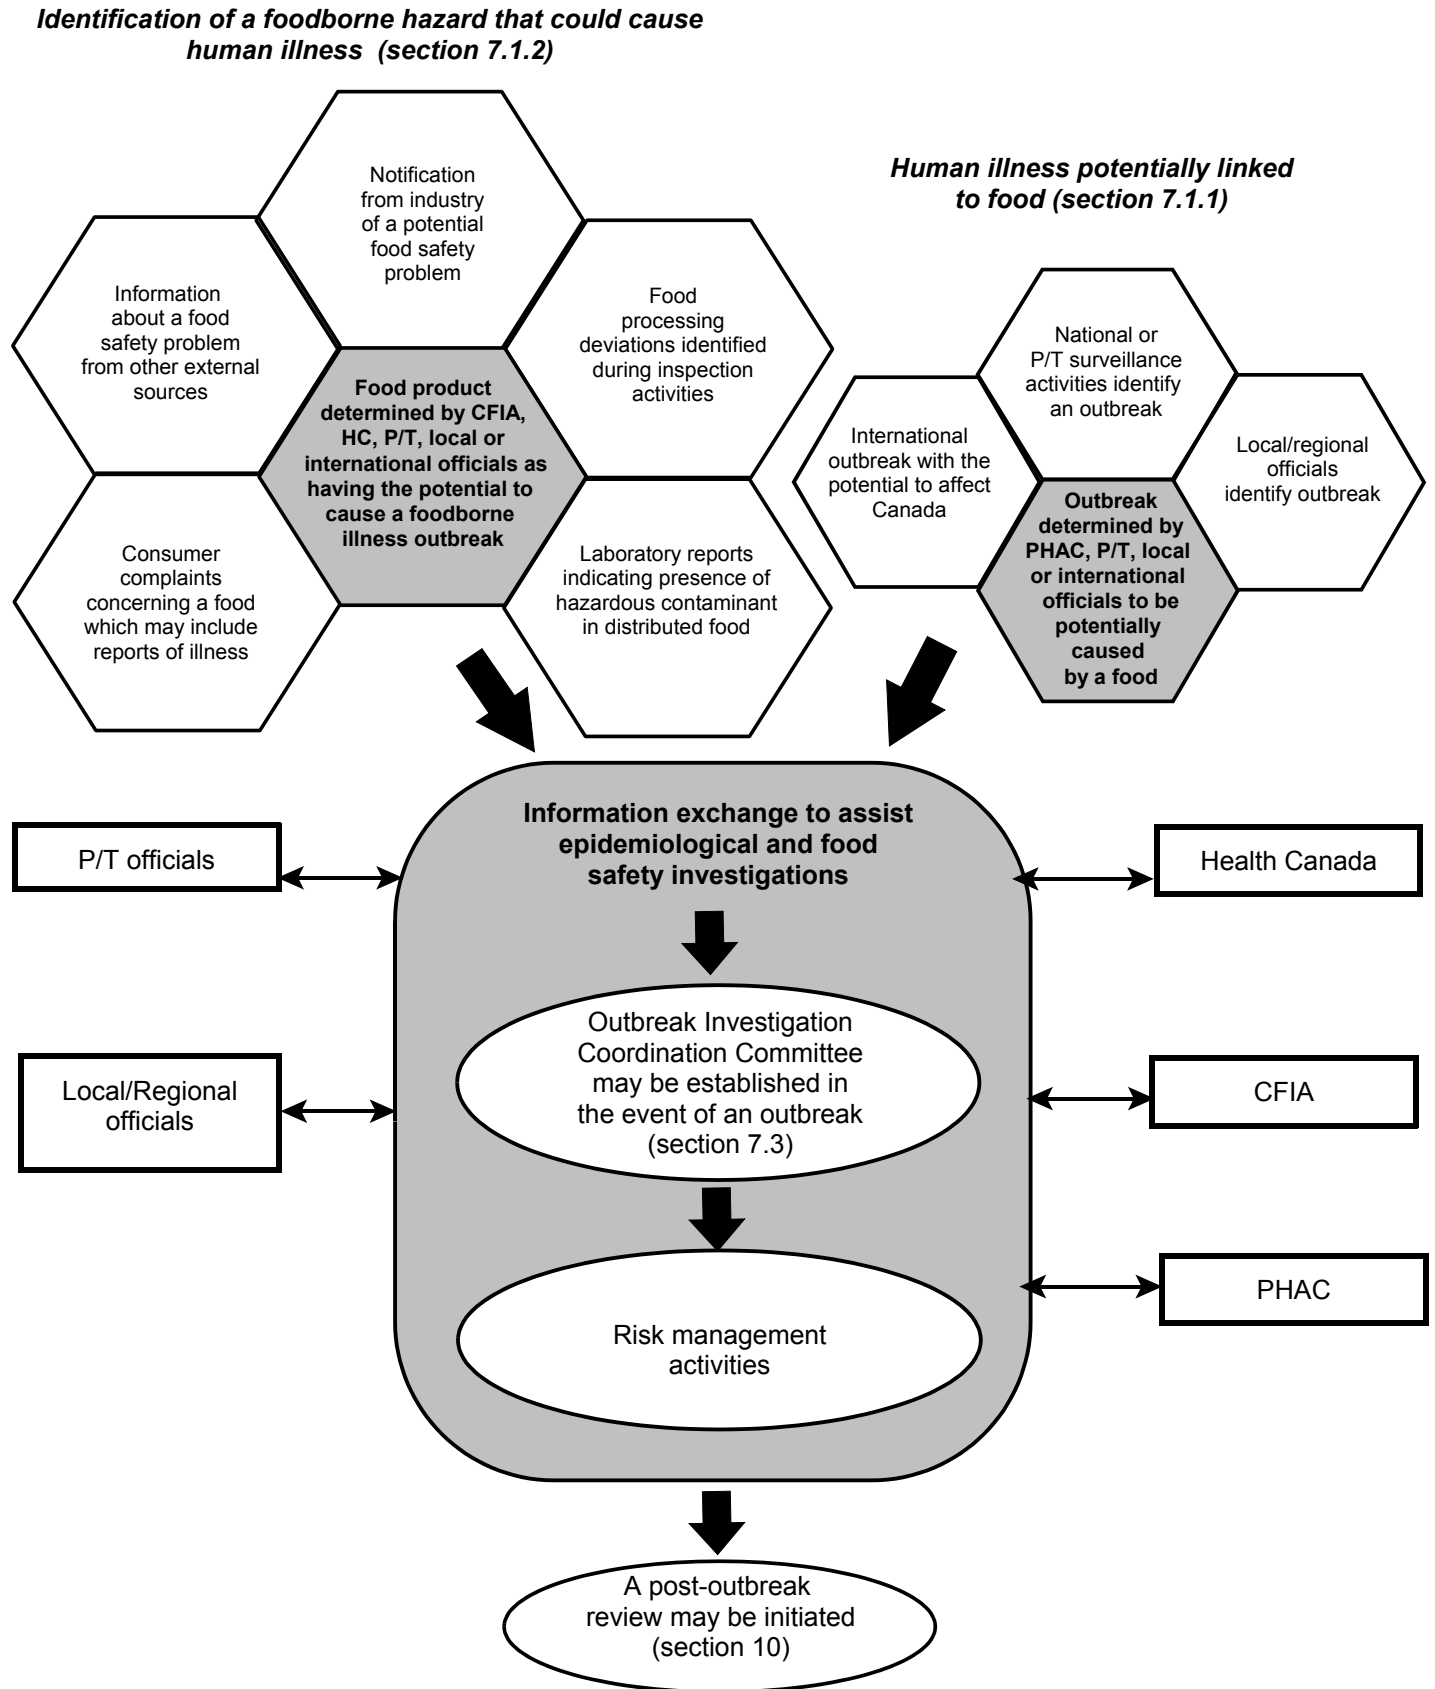 Identification of a foodborne hazard that could cause
human illness (section 7.1.2)
Notification
from industry
of a potential
food safety
problem
Information
about a food
safety problem
from other external
sources
Food
processing
deviations identified
during inspection
activities
Food product
determined by CFIA,
HC, P/T, local or
international officials as
having the potential to
cause a foodborne
illness outbreak
Consumer
complaints
concerning a food
which may include
reports of illness
Laboratory reports
indicating presence of
hazardous contaminant
in distributed food
Human illness potentially linked
to food (section 7.1.1)
National or
P/T surveillance
activities identify
an outbreak
International
outbreak with the
potential to affect
Canada
Local/regional
officials
identify outbreak
Outbreak
determined by
PHAC, P/T, local
or international
officials to be
potentially
caused
by a food
Information exchange to assist
epidemiological and food
safety investigations
P/T officials
Health Canada
Outbreak Investigation
Coordination Committee
may be established in
the event of an outbreak
(section 7.3)
Local/Regional
officials
CFIA
PHAC
Risk management
activities
A post-outbreak
review may be initiated
(section 10)